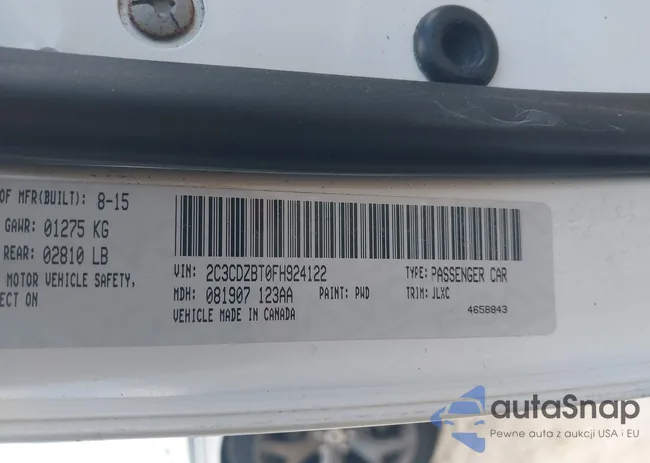 OF MFR(BUILT): 8-15
GAWR: 01275 KG
REAR: 02810 LB
MOTOR VEHICLE SAFETY,
ECT ON
VIN: 2C3CDZBT0FH924122
TYPE: PASSENGER CAR
MDH: 081907 123AA
PAINT: PWD
TRIM: JLXC
VEHICLE MADE IN CANADA
4658843
autaSnap
Pewne auta z aukcji USA i EU